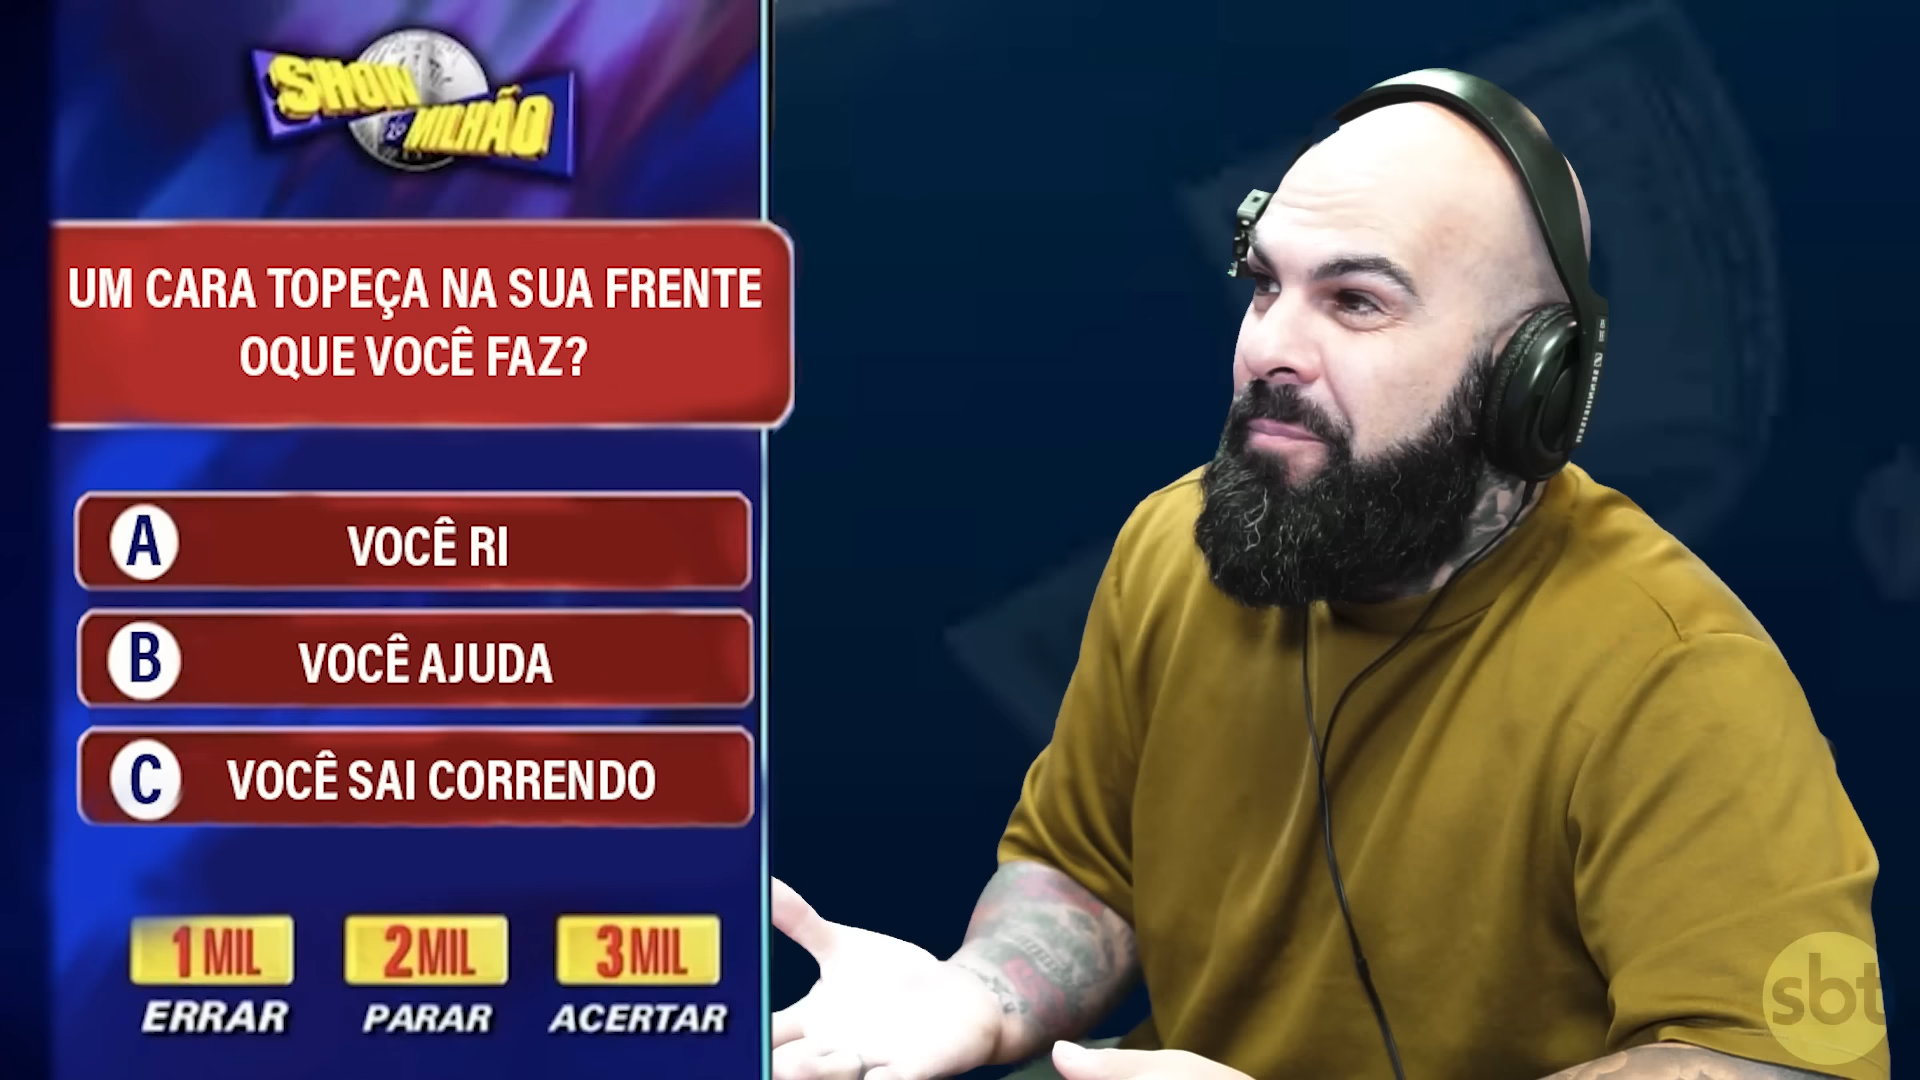 SHOW
DO
MILHÃO
UM CARA TOPEÇA NA SUA FRENTE
OQUE VOCÊ FAZ?
A VOCÊ RI
B VOCÊ AJUDA
C VOCÊ SAI CORRENDO
1 MIL 2 MIL 3 MIL
ERRAR PARAR ACERTAR
SENNHEISER
sbt